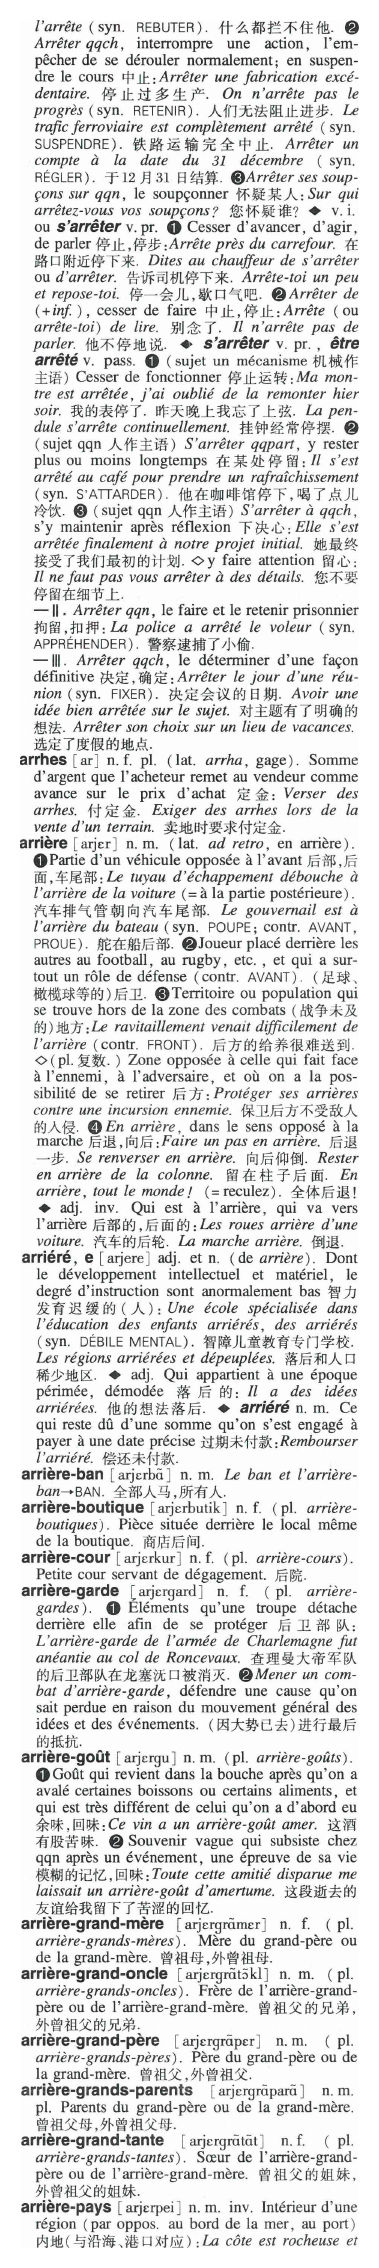 l'arrête (syn. REBUTER). 什么都拦不住他. ❷
Arrêter qqch, interrompre une action, l'em-
pêcher de se dérouler normalement; en suspen-
dre le cours 中止:Arrêter une fabrication excé-
dentaire. 停止过多生产. On n'arrête pas le
progrès (syn. RETENIR). 人们无法阻止进步. Le
trafic ferroviaire est complètement arrêté (syn.
SUSPENDRE). 铁路运输完全中止. Arrêter un
compte à la date du 31 décembre (syn.
RÉGLER). 于12月31日结算. ❸Arrêter ses soup-
çons sur qqn, le soupçonner 怀疑某人:Sur qui
arrêtez-vous vos soupçons? 您怀疑谁? ◆ v. i.
ou s'arrêter v. pr. ❶ Cesser d'avancer, d'agir,
de parler 停止,停步:Arrête près du carrefour. 在
路口附近停下来. Dites au chauffeur de s'arrêter
ou d'arrêter. 告诉司机停下来. Arrête-toi un peu
et repose-toi. 停一会儿,歇口气吧. ❷Arrêter de
(+inf.), cesser de faire 中止,停止:Arrête (ou
arrête-toi) de lire. 别念了. Il n'arrête pas de
parler. 他不停地说. ◆ s'arrêter v. pr., être
arrêté v. pass. ❶ (sujet un mécanisme 机械作
主语) Cesser de fonctionner 停止运转:Ma mon-
tre est arrêtée, j'ai oublié de la remonter hier
soir. 我的表停了. 昨天晚上我忘了上弦. La pen-
dule s'arrête continuellement. 挂钟经常停摆. ❷
(sujet qqn 人作主语) S'arrêter qqpart, y rester
plus ou moins longtemps 在某处停留:Il s'est
arrêté au café pour prendre un rafraîchissement
(syn. S'ATTARDER). 他在咖啡馆停下,喝了点儿
冷饮. ❸ (sujet qqn 人作主语) S'arrêter à qqch,
s'y maintenir après réflexion 下决心:Elle s'est
arrêtée finalement à notre projet initial. 她最终
接受了我们最初的计划. ◇y faire attention 留心:
Il ne faut pas vous arrêter à des détails. 您不要
停留在细节上.
—Ⅱ. Arrêter qqn, le faire et le retenir prisonnier
拘留,扣押:La police a arrêté le voleur (syn.
APPRÉHENDER). 警察逮捕了小偷.
—Ⅲ. Arrêter qqch, le déterminer d'une façon
définitive 决定,确定:Arrêter le jour d'une réu-
nion (syn. FIXER). 决定会议的日期. Avoir une
idée bien arrêtée sur le sujet. 对主题有了明确的
想法. Arrêter son choix sur un lieu de vacances.
选定了度假的地点.
arrhes [ar] n. f. pl. (lat. arrha, gage). Somme
d'argent que l'acheteur remet au vendeur comme
avance sur le prix d'achat 定金: Verser des
arrhes. 付定金. Exiger des arrhes lors de la
vente d'un terrain. 卖地时要求付定金.
arrière [arjɛr] n. m. (lat. ad retro, en arrière).
❶Partie d'un véhicule opposée à l'avant 后部,后
面,车尾部:Le tuyau d'échappement débouche à
l'arrière de la voiture (=à la partie postérieure).
汽车排气管朝向汽车尾部. Le gouvernail est à
l'arrière du bateau (syn. POUPE; contr. AVANT,
PROUE). 舵在船后部. ❷Joueur placé derrière les
autres au football, au rugby, etc., et qui a sur-
tout un rôle de défense (contr. AVANT). (足球、
橄榄球等的)后卫. ❸Territoire ou population qui
se trouve hors de la zone des combats (战争未及
的)地方:Le ravitaillement venait difficilement de
l'arrière (contr. FRONT). 后方的给养很难送到.
◇(pl. 复数.) Zone opposée à celle qui fait face
à l'ennemi, à l'adversaire, et où on a la pos-
sibilité de se retirer 后方:Protéger ses arrières
contre une incursion ennemie. 保卫后方不受敌人
的入侵. ❹En arrière, dans le sens opposé à la
marche 后退,向后:Faire un pas en arrière. 后退
一步. Se renverser en arrière. 向后仰倒. Rester
en arrière de la colonne. 留在柱子后面. En
arrière, tout le monde! (=reculez). 全体后退!
◆ adj. inv. Qui est à l'arrière, qui va vers
l'arrière 后部的,后面的:Les roues arrière d'une
voiture. 汽车的后轮. La marche arrière. 倒退.
arriéré, e [arjere] adj. et n. (de arrière). Dont
le développement intellectuel et matériel, le
degré d'instruction sont anormalement bas 智力
发育迟缓的(人): Une école spécialisée dans
l'éducation des enfants arriérés, des arriérés
(syn. DÉBILE MENTAL). 智障儿童教育专门学校.
Les régions arriérées et dépeuplées. 落后和人口
稀少地区. ◆ adj. Qui appartient à une époque
périmée, démodée 落后的: Il a des idées
arriérées. 他的想法落后. ◆ arriéré n. m. Ce
qui reste dû d'une somme qu'on s'est engagé à
payer à une date précise 过期未付款:Rembourser
l'arriéré. 偿还未付款.
arrière-ban [arjɛrbɑ̃] n. m. Le ban et l'arrière-
ban→BAN. 全部人马,所有人.
arrière-boutique [arjɛrbutik] n. f. (pl. arrière-
boutiques). Pièce située derrière le local même
de la boutique. 商店后间.
arrière-cour [arjɛrkur] n. f. (pl. arrière-cours).
Petite cour servant de dégagement. 后院.
arrière-garde [arjɛrgard] n. f. (pl. arrière-
gardes). ❶ Éléments qu'une troupe détache
derrière elle afin de se protéger 后卫部队:
L'arrière-garde de l'armée de Charlemagne fut
anéantie au col de Roncevaux. 查理曼大帝军队
的后卫部队在龙塞沃口被消灭. ❷Mener un com-
bat d'arrière-garde, défendre une cause qu'on
sait perdue en raison du mouvement général des
idées et des événements. (因大势已去)进行最后
的抵抗.
arrière-goût [arjɛrgu] n. m. (pl. arrière-goûts).
❶Goût qui revient dans la bouche après qu'on a
avalé certaines boissons ou certains aliments, et
qui est très différent de celui qu'on a d'abord eu
余味,回味:Ce vin a un arrière-goût amer. 这酒
有股苦味. ❷ Souvenir vague qui subsiste chez
qqn après un événement, une épreuve de sa vie
模糊的记忆,回味:Toute cette amitié disparue me
laissait un arrière-goût d'amertume. 这段逝去的
友谊给我留下了苦涩的回忆.
arrière-grand-mère [arjɛrgrɑ̃mɛr] n. f. (pl.
arrière-grands-mères). Mère du grand-père ou
de la grand-mère. 曾祖母,外曾祖母.
arrière-grand-oncle [arjɛrgrɑ̃tɔ̃kl] n. m. (pl.
arrière-grands-oncles). Frère de l'arrière-grand-
père ou de l'arrière-grand-mère. 曾祖父的兄弟,
外曾祖父的兄弟.
arrière-grand-père [arjɛrgrɑ̃pɛr] n. m. (pl.
arrière-grands-pères). Père du grand-père ou de
la grand-mère. 曾祖父,外曾祖父.
arrière-grands-parents [arjɛrgrɑ̃parɑ̃] n. m.
pl. Parents du grand-père ou de la grand-mère.
曾祖父母,外曾祖父母.
arrière-grand-tante [arjɛrgrɑ̃tɑ̃t] n. f. (pl.
arrière-grands-tantes). Sœur de l'arrière-grand-
père ou de l'arrière-grand-mère. 曾祖父的姐妹,
外曾祖父的姐妹.
arrière-pays [arjɛrpei] n. m. inv. Intérieur d'une
région (par oppos. au bord de la mer, au port)
内地(与沿海、港口对应):La côte est rocheuse et